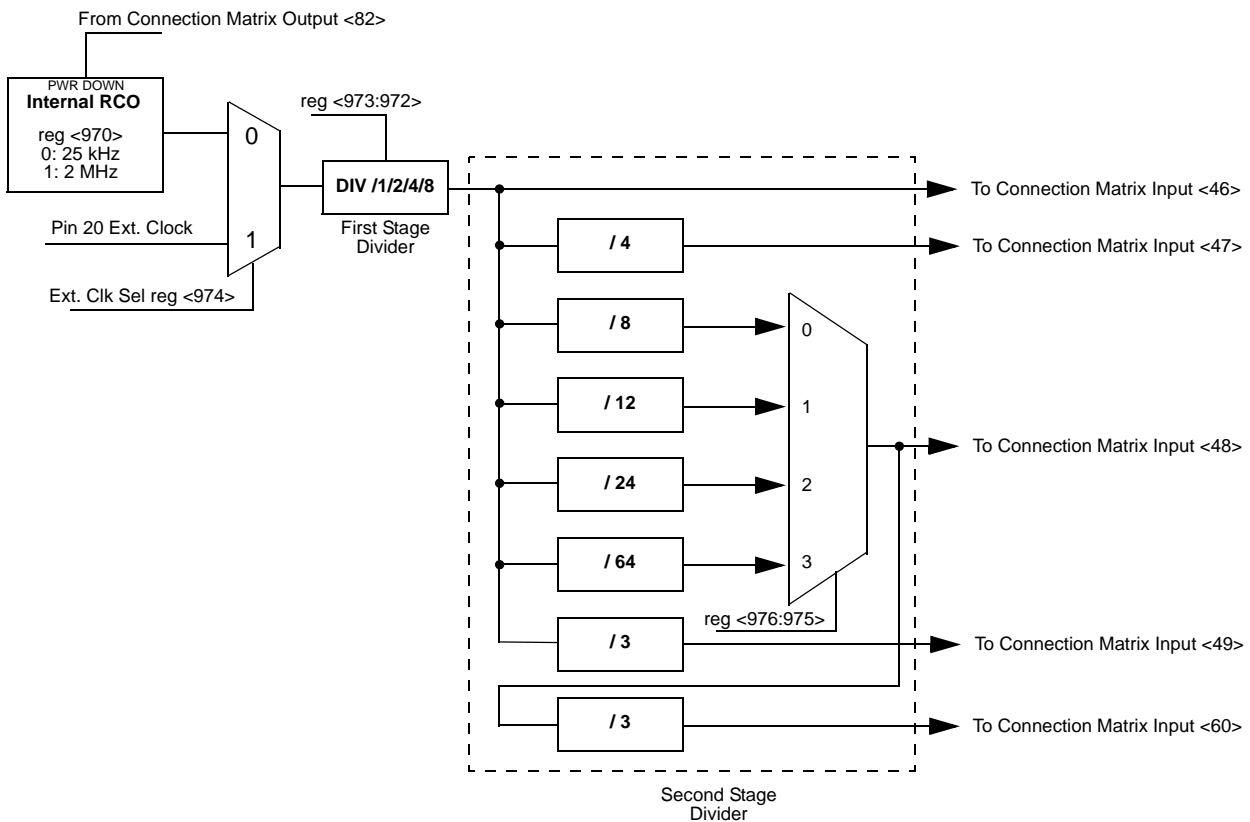 From Connection Matrix Output <82>
PWR DOWN
Internal RCO
reg <970>
0: 25 kHz
1: 2 MHz
0
1
Pin 20 Ext. Clock
Ext. Clk Sel reg <974>
reg <973:972>
DIV /1/2/4/8
First Stage
Divider
To Connection Matrix Input <46>
/ 4
To Connection Matrix Input <47>
/ 8
0
/ 12
1
To Connection Matrix Input <48>
/ 24
2
/ 64
3
reg <976:975>
/ 3
To Connection Matrix Input <49>
/ 3
To Connection Matrix Input <60>
Second Stage
Divider